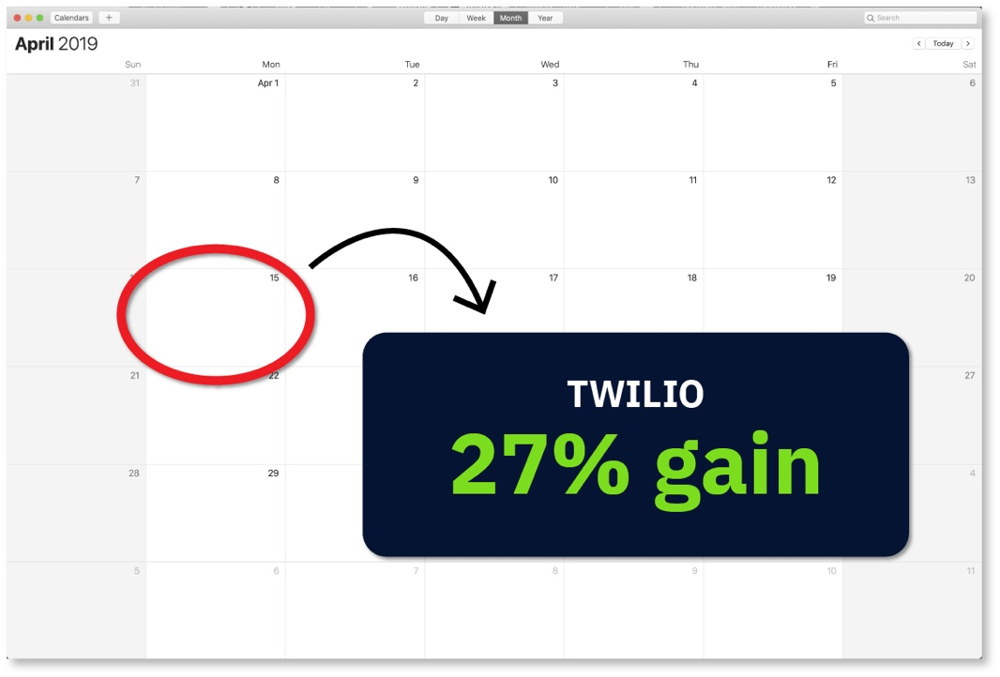 Calendars + Day Week Month Year Search
April 2019 < Today >
Sun Mon Tue Wed Thu Fri Sat
31 Apr 1 2 3 4 5 6
7 8 9 10 11 12 13
15 16 17 18 19 20
21 22 27
TWILIO
27% gain
28 29 4
5 6 7 8 9 10 11